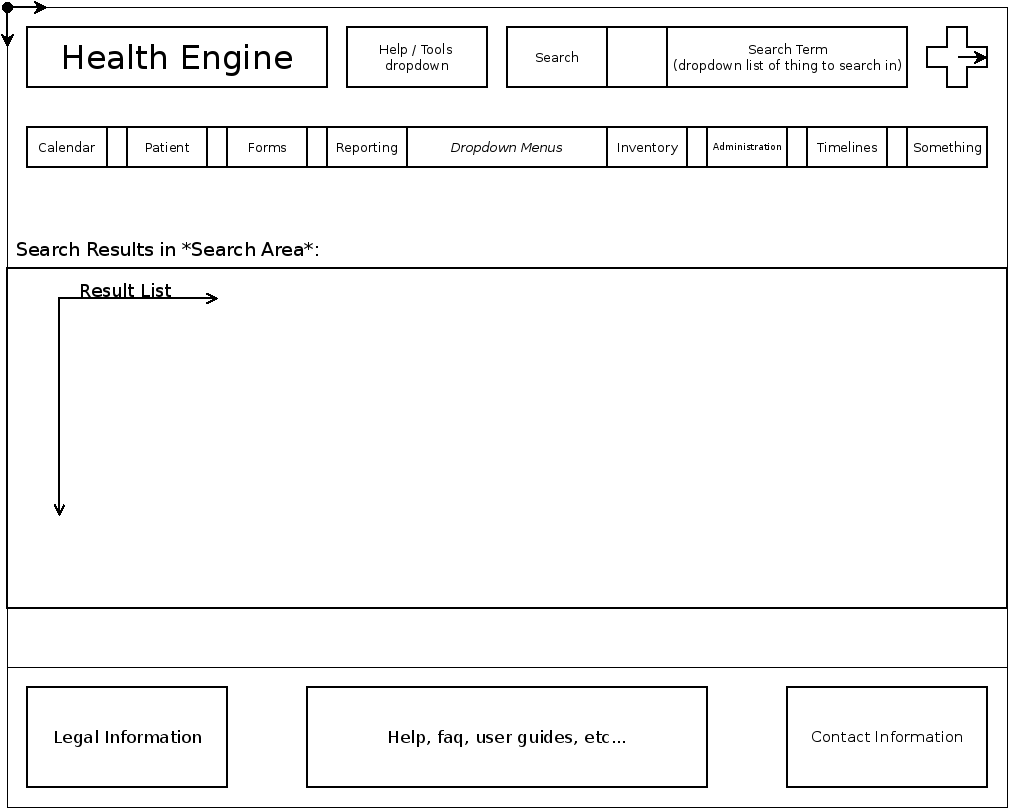 Health Engine
Help / Tools
dropdown
Search
Search Term
(dropdown list of thing to search in)
Calendar
Patient
Forms
Reporting
Dropdown Menus
Inventory
Administration
Timelines
Something
Search Results in *Search Area*:
Result List
Legal Information
Help, faq, user guides, etc...
Contact Information